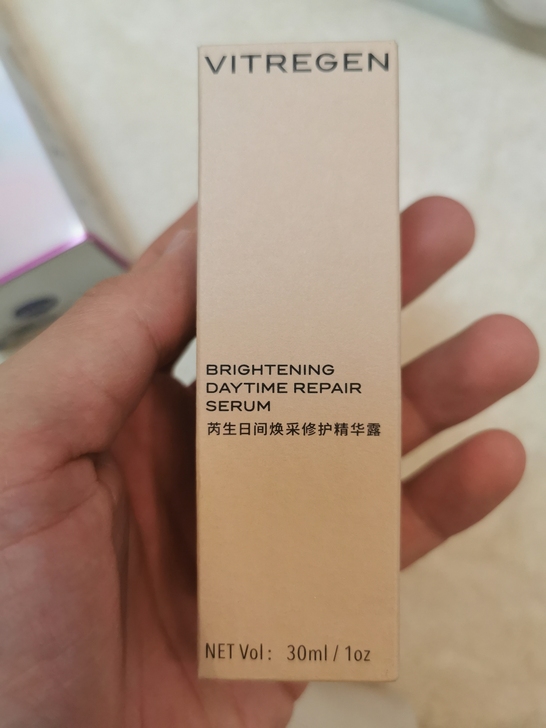 VITREGEN
BRIGHTENING
DAYTIME REPAIR
SERUM
芮生日间焕采修护精华露
NET Vol: 30ml / 1oz